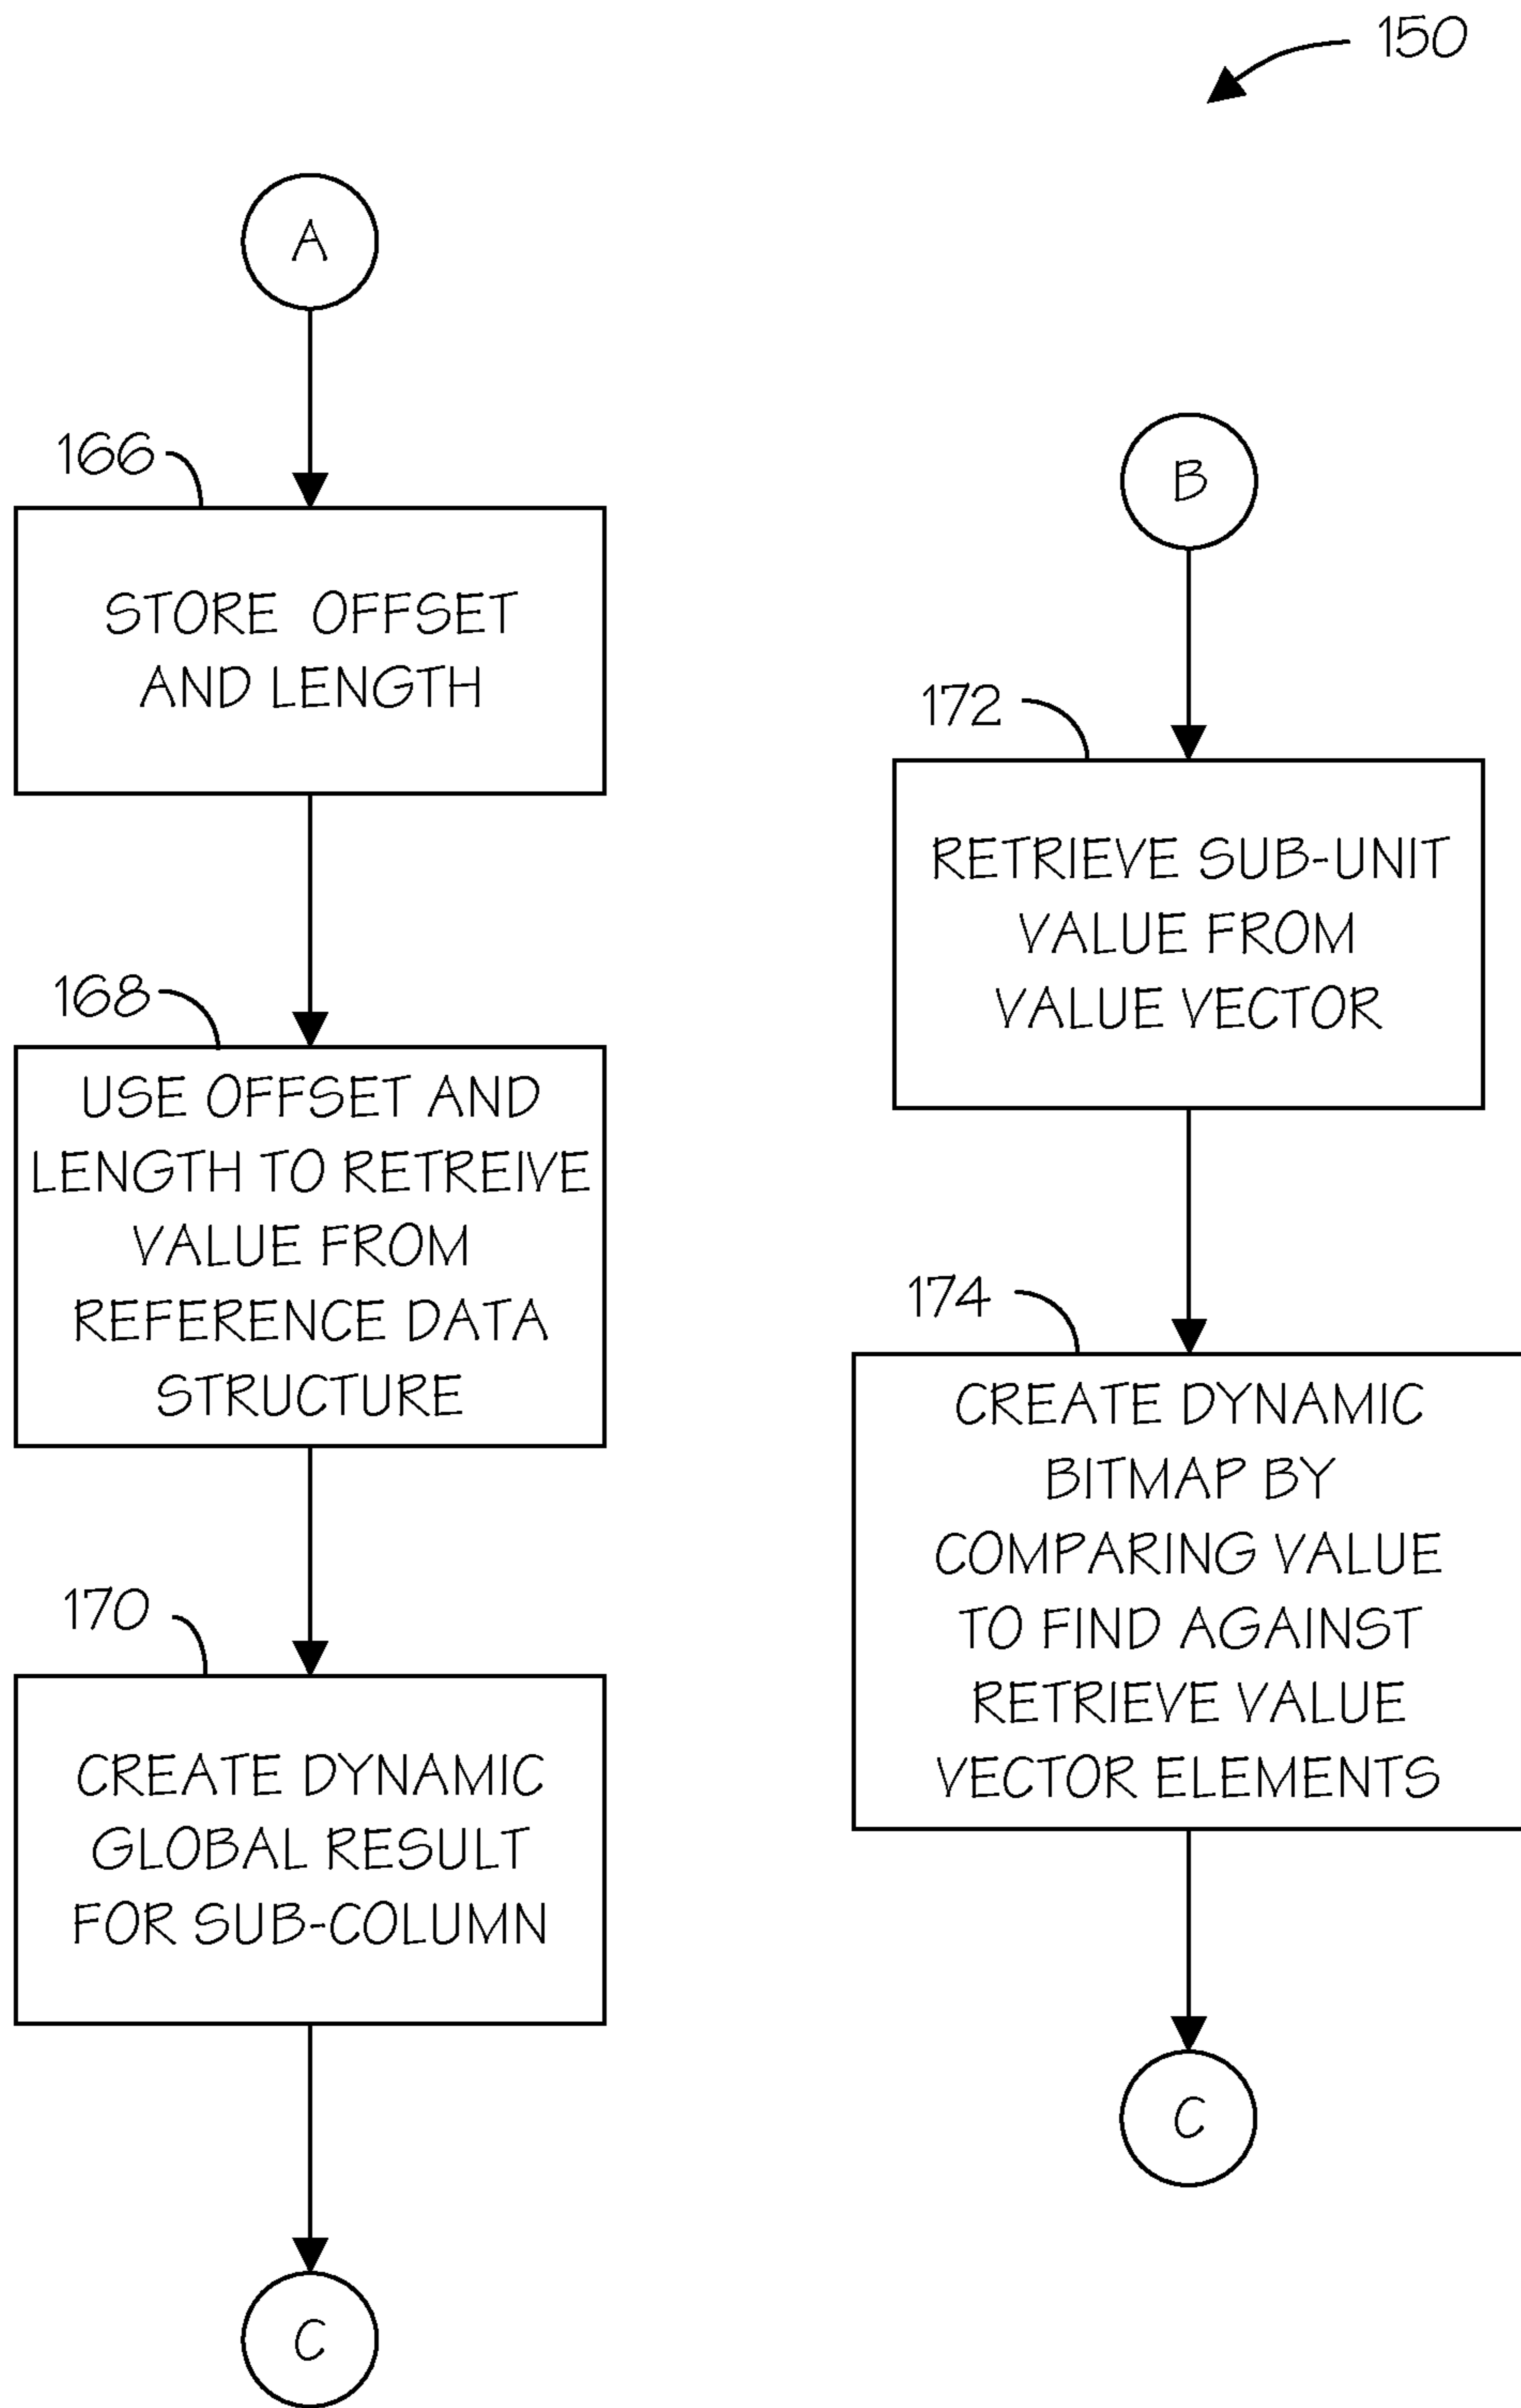 150
A
166
STORE OFFSET
AND LENGTH
168
USE OFFSET AND
LENGTH TO RETREIVE
VALUE FROM
REFERENCE DATA
STRUCTURE
170
CREATE DYNAMIC
GLOBAL RESULT
FOR SUB-COLUMN
C
B
172
RETRIEVE SUB-UNIT
VALUE FROM
VALUE VECTOR
174
CREATE DYNAMIC
BITMAP BY
COMPARING VALUE
TO FIND AGAINST
RETRIEVE VALUE
VECTOR ELEMENTS
C